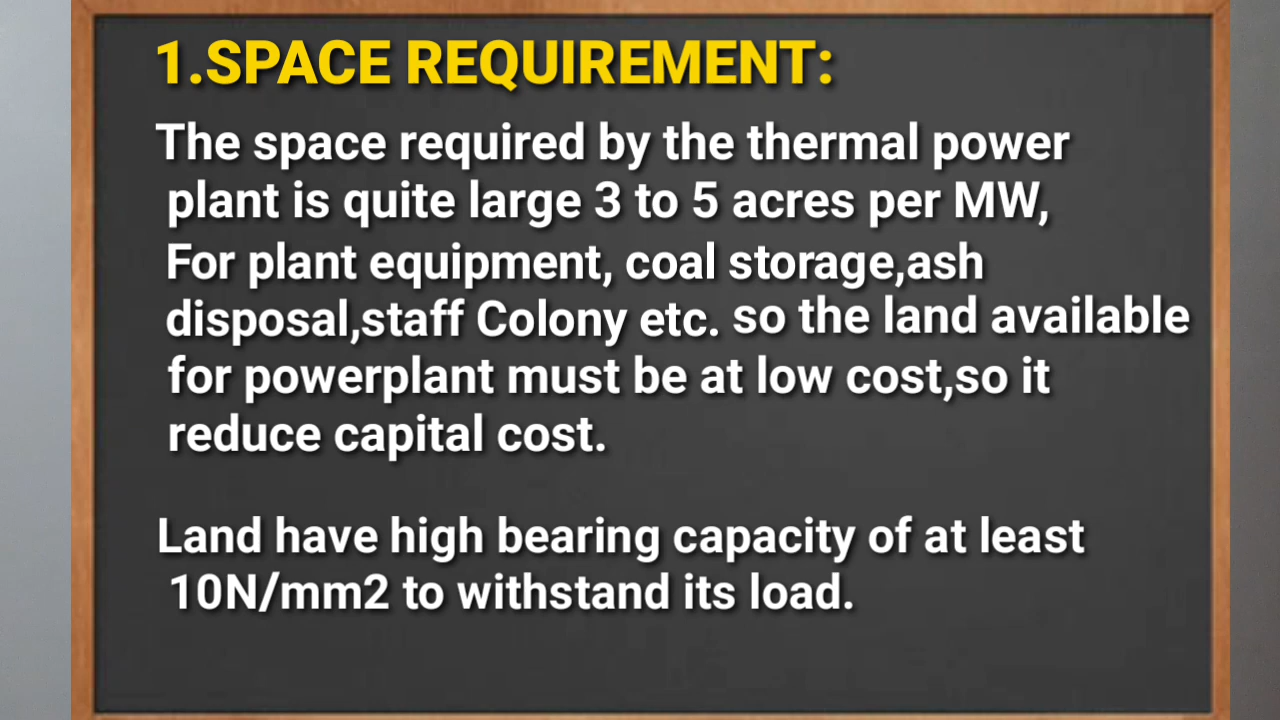 1.SPACE REQUIREMENT:
The space required by the thermal power
plant is quite large 3 to 5 acres per MW,
For plant equipment, coal storage,ash
disposal,staff Colony etc. so the land available
for powerplant must be at low cost,so it
reduce capital cost.
Land have high bearing capacity of at least
10N/mm2 to withstand its load.